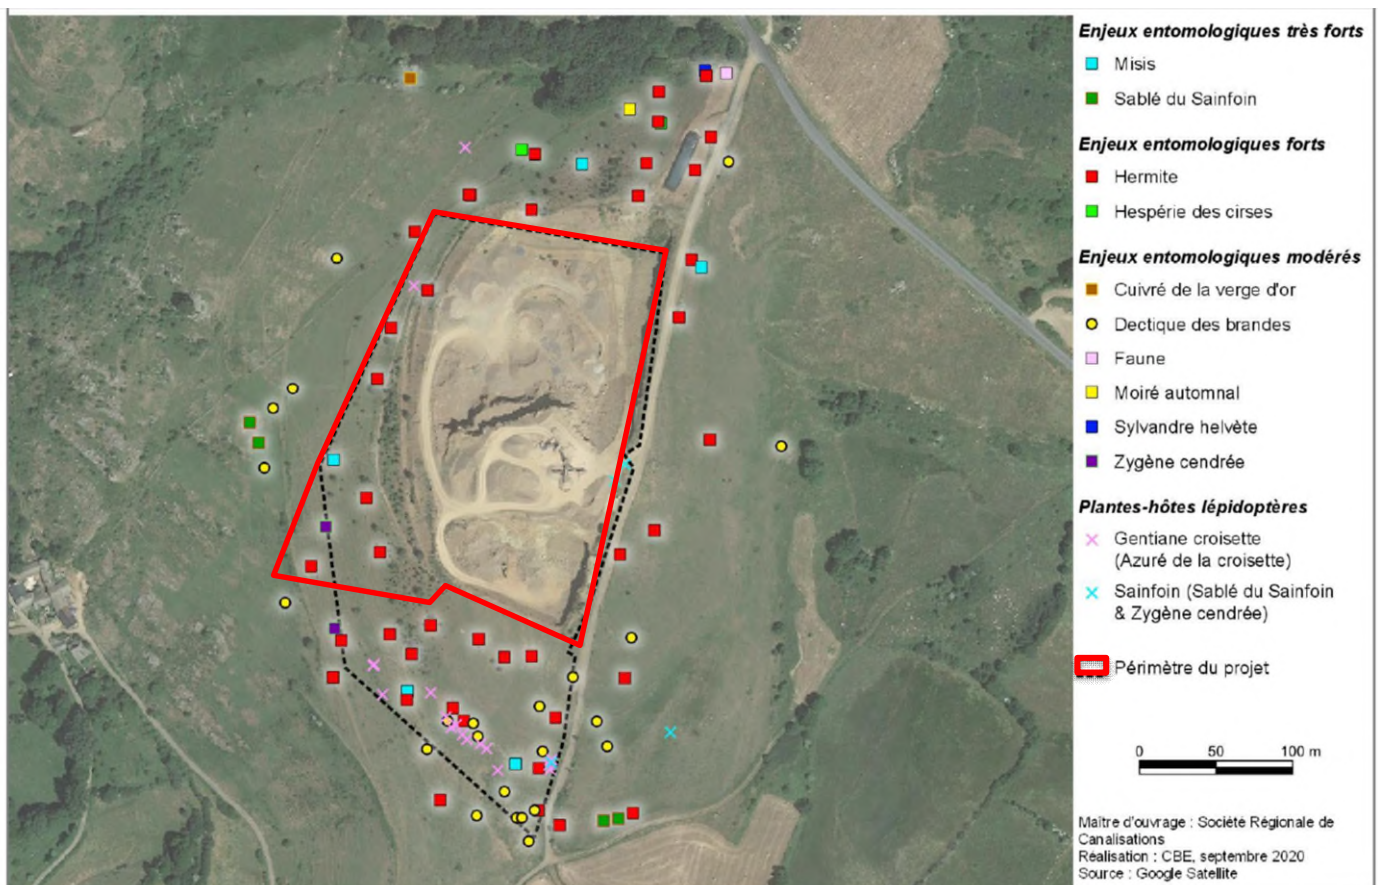 Enjeux entomologiques très forts
Misis
Sablé du Sainfoin
Enjeux entomologiques forts
Hermite
Hespérie des cirses
Enjeux entomologiques modérés
Cuivré de la verge d'or
Dectique des brandes
Faune
Moiré automnal
Sylvandre helvète
Zygène cendrée
Plantes-hôtes lépidoptères
Gentiane croisette
(Azuré de la croisette)
Sainfoin (Sablé du Sainfoin
& Zygène cendrée)
Périmètre du projet
0 50 100 m
Maître d'ouvrage : Société Régionale de
Canalisations
Réalisation : CBE, septembre 2020
Source : Google Satellite